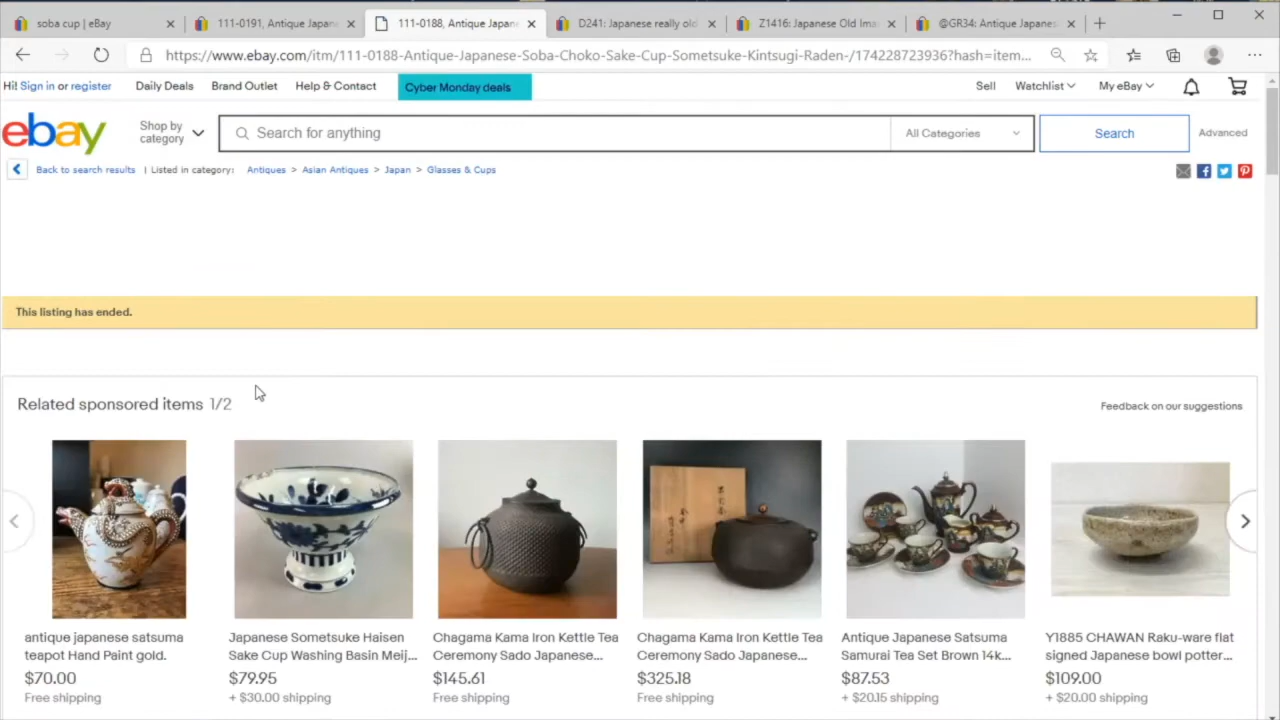 soba cup | eBay
111-0191, Antique Japan
111-0188, Antique Japan
D241: Japanese really old
Z1416: Japanese Old Ima
@GR34: Antique Japanes
https://www.ebay.com/itm/111-0188-Antique-Japanese-Soba-Choko-Sake-Cup-Sometsuke-Kintsugi-Raden-/174228723936?hash=item...
Hi! Sign in or register
Daily Deals
Brand Outlet
Help & Contact
Cyber Monday deals
Sell
Watchlist
My eBay
ebay
Shop by
category
Search for anything
All Categories
Search
Advanced
Back to search results
| Listed in category:
Antiques > Asian Antiques > Japan > Glasses & Cups
This listing has ended.
Related sponsored items 1/2
Feedback on our suggestions
antique japanese satsuma
teapot Hand Paint gold.
$70.00
Free shipping
Japanese Sometsuke Haisen
Sake Cup Washing Basin Meij...
$79.95
+ $30.00 shipping
Chagama Kama Iron Kettle Tea
Ceremony Sado Japanese...
$145.61
Free shipping
Chagama Kama Iron Kettle Tea
Ceremony Sado Japanese...
$325.18
Free shipping
Antique Japanese Satsuma
Samurai Tea Set Brown 14k...
$87.53
+ $20.15 shipping
Y1885 CHAWAN Raku-ware flat
signed Japanese bowl potter...
$109.00
+ $20.00 shipping